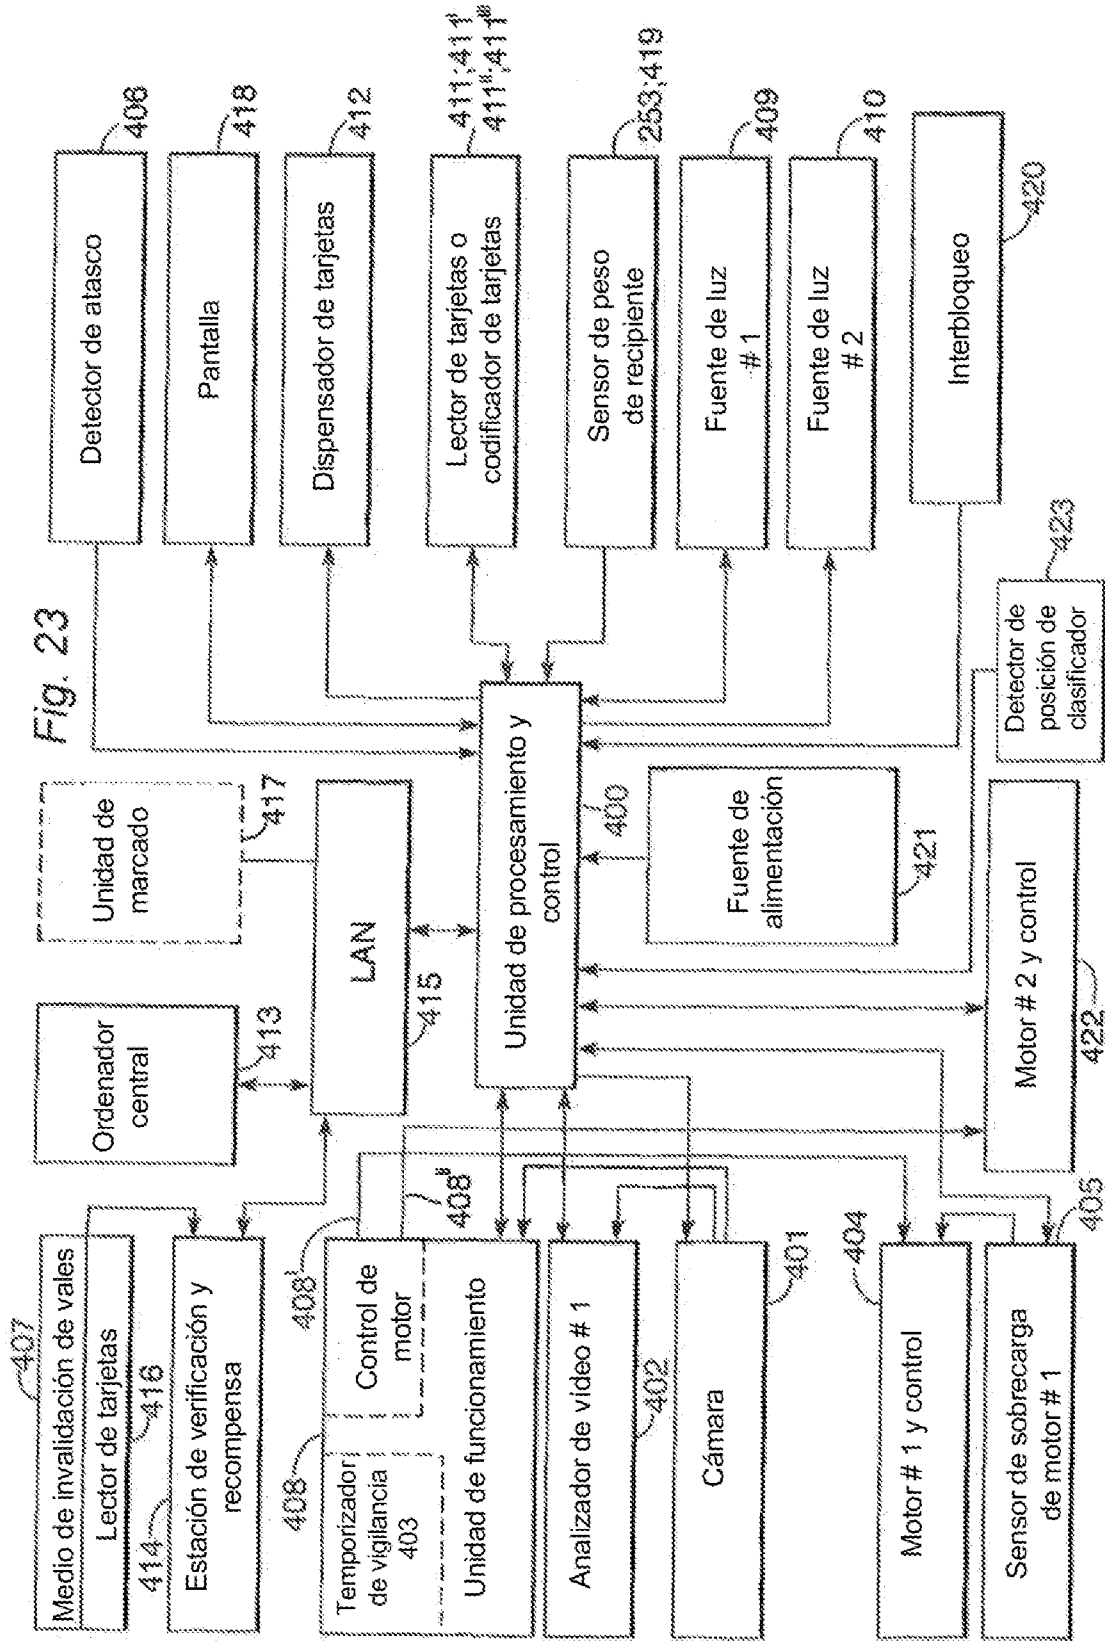 Fig. 23
407
Medio de invalidación de vales
Lector de tarjetas
416
414
Estación de verificación y
recompensa
Ordenador
central
413
Unidad de
marcado
417
LAN
415
408
408'
408"
Temporizador
de vigilancia
403
Control de
motor
Unidad de funcionamiento
Analizador de vídeo # 1
402
Cámara
401
404
Motor # 1 y control
Sensor de sobrecarga
de motor # 1
405
Unidad de procesamiento y
control
400
Fuente de
alimentación
421
Motor # 2 y control
422
Detector de
posición de
clasificador
423
Detector de atasco
406
Pantalla
418
Dispensador de tarjetas
412
Lector de tarjetas o
codificador de tarjetas
411;411'
411";411'"
Sensor de peso
de recipiente
253;419
Fuente de luz
# 1
409
Fuente de luz
# 2
410
Interbloqueo
420